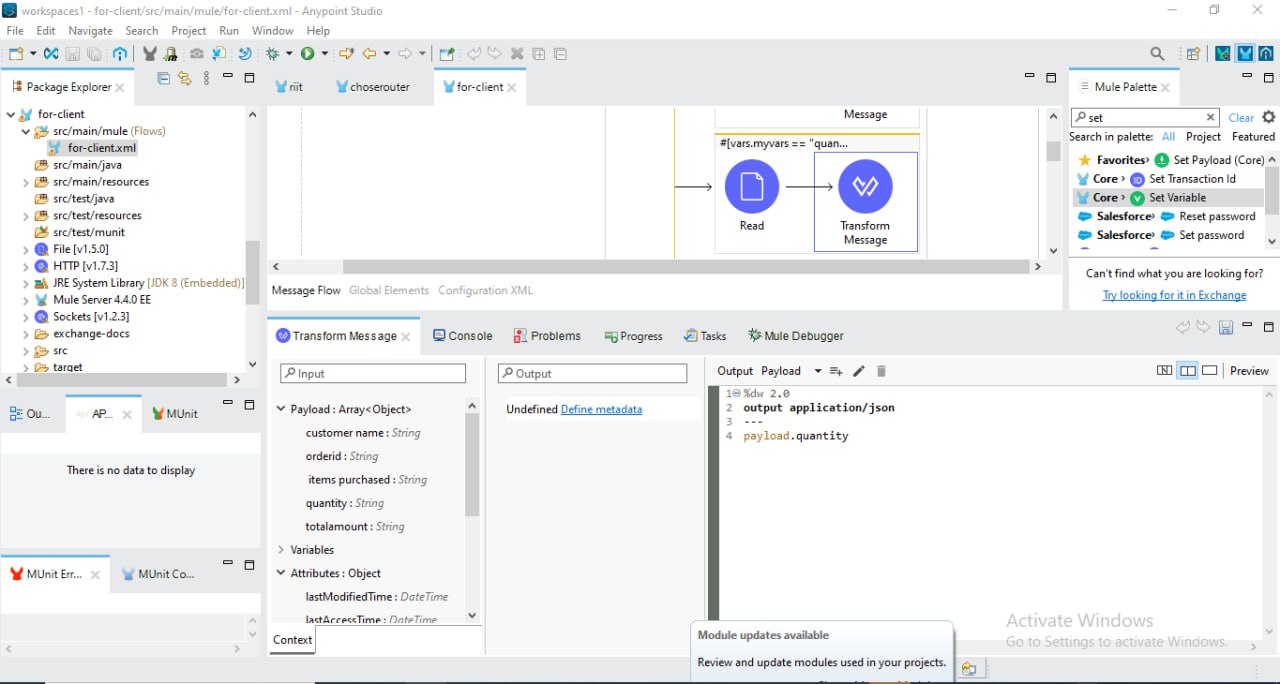 workspaces1 - for-client/src/main/mule/for-client.xml - Anypoint Studio
File Edit Navigate Search Project Run Window Help
Package Explorer
for-client
src/main/mule (Flows)
for-client.xml
src/main/java
src/main/resources
src/test/java
src/test/resources
src/test/munit
File [v1.5.0]
HTTP [v1.7.3]
JRE System Library [JDK 8 (Embedded)]
Mule Server 4.4.0 EE
Sockets [v1.2.3]
exchange-docs
src
target
riit choserouter for-client
Message
#[vars.myvars == "quan...
Read
Transform
Message
Message Flow Global Elements Configuration XML
Mule Palette
set
Clear
Search in palette: All Project Featured
Favorites> Set Payload (Core)
Core > Set Transaction Id
Core > Set Variable
Salesforce> Reset password
Salesforce> Set password
Can't find what you are looking for?
Try looking for it in Exchange
Ou... AP... MUnit
There is no data to display
MUnit Err... MUnit Co...
Transform Message Console Problems Progress Tasks Mule Debugger
Input
Payload : Array<Object>
customer name : String
orderid : String
items purchased : String
quantity : String
totalamount : String
Variables
Attributes : Object
lastModifiedTime : DateTime
lastAccessTime : DateTime
Context
Output
Undefined Define metadata
Output Payload Preview
1 %dw 2.0
2 output application/json
3 ---
4 payload.quantity
Activate Windows
Go to Settings to activate Windows.
Module updates available
Review and update modules used in your projects.